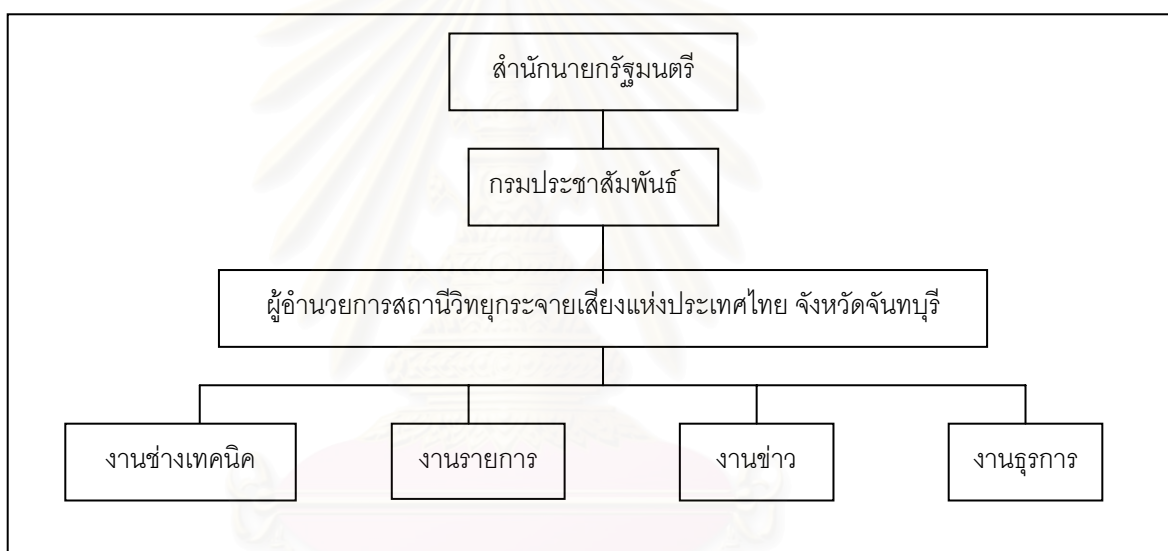 สำนักนายกรัฐมนตรี
กรมประชาสัมพันธ์
ผู้อำนวยการสถานีวิทยุกระจายเสียงแห่งประเทศไทย จังหวัดจันทบุรี
งานช่างเทคนิค
งานรายการ
งานข่าว
งานธุรการ